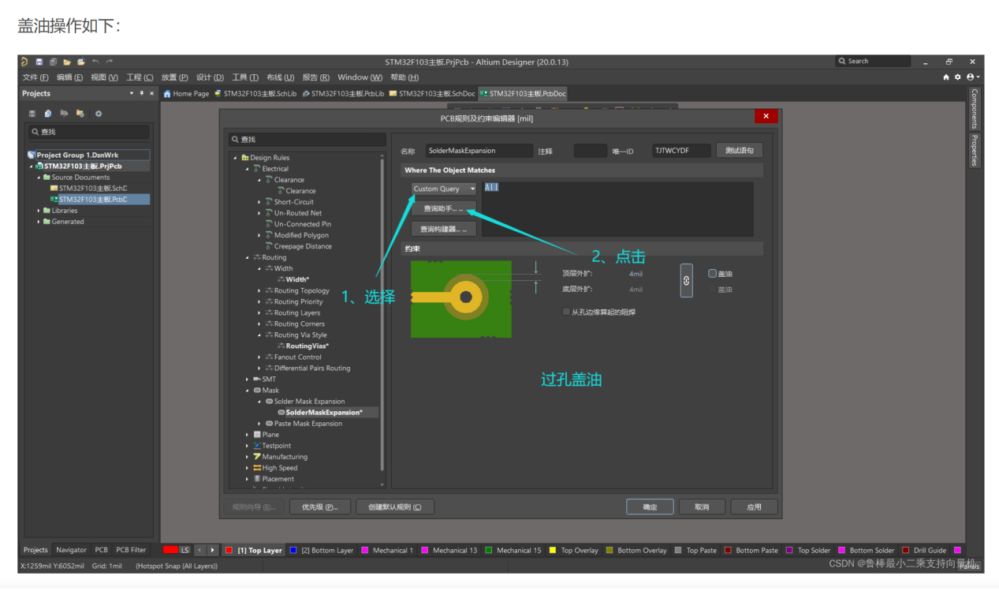 盖油操作如下：
STM32F103主板.PrjPcb - Altium Designer (20.0.13)
Search
文件 (F) 编辑 (E) 视图 (V) 工程 (C) 放置 (P) 设计 (D) 工具 (T) 布线 (U) 报告 (R) Window (W) 帮助 (H)
Projects
Home Page STM32F103主板.SchLib STM32F103主板.PcbLib STM32F103主板.SchDoc STM32F103主板.PcbDoc
Components
Properties
查找
Project Group 1.DsnWrk
STM32F103主板.PrjPcb
Source Documents
STM32F103主板.SchD
STM32F103主板.PcbD
Libraries
Generated
PCB规则及约束编辑器 [mil]
查找
Design Rules
Electrical
Clearance
Clearance
Short-Circuit
Un-Routed Net
Un-Connected Pin
Modified Polygon
Creepage Distance
Routing
Width
Width*
Routing Topology
Routing Priority
Routing Layers
Routing Corners
Routing Via Style
RoutingVias*
Fanout Control
Differential Pairs Routing
SMT
Mask
Solder Mask Expansion
SolderMaskExpansion*
Paste Mask Expansion
Plane
Testpoint
Manufacturing
High Speed
Placement
名称 SolderMaskExpansion 注释 唯一ID TJTWCYDF 测试语句
Where The Object Matches
Custom Query All
查询助手... ...
查询构建器... ...
约束
1、选择
2、点击
顶层外扩: 4mil 盖油
底层外扩: 4mil 盖油
从孔边缘算起的阻焊
过孔盖油
规则向导 (R)... 优先级 (P)... 创建默认规则 (C) 确定 取消 应用
Projects Navigator PCB PCB Filter LS [1] Top Layer [2] Bottom Layer Mechanical 1 Mechanical 13 Mechanical 15 Top Overlay Bottom Overlay Top Paste Bottom Paste Top Solder Bottom Solder Drill Guide
X:1259mil Y:6052mil Grid: 1mil (Hotspot Snap (All Layers)) Panels
CSDN @鲁棒最小二乘支持向量机